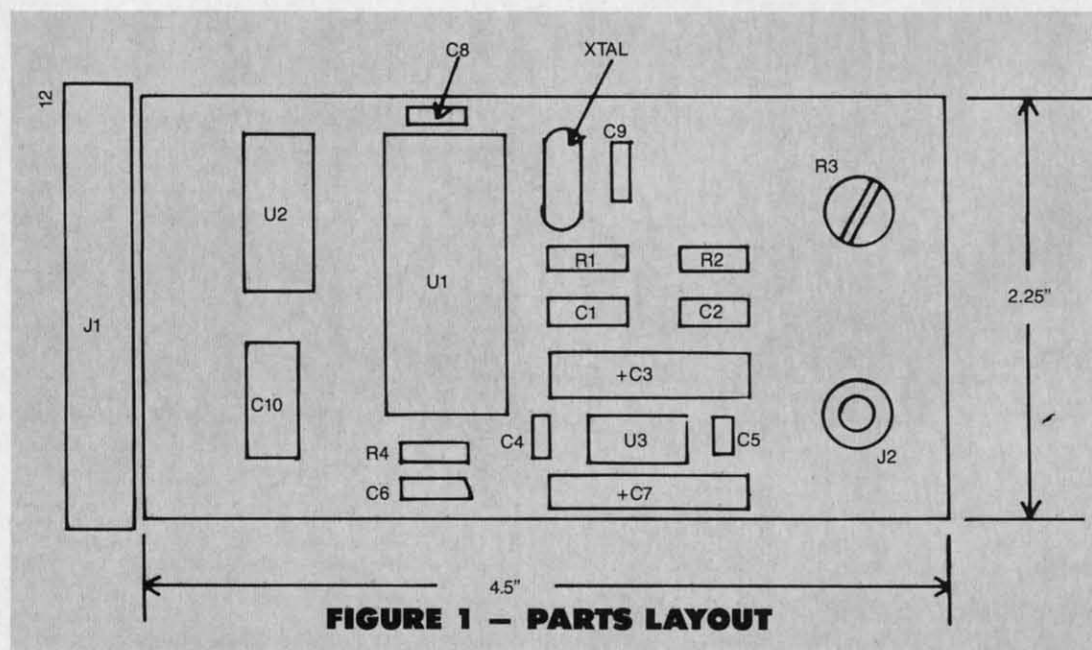 C8
XTAL
12
C9
R3
U2
U1
R1
R2
2.25"
J1
C1
C2
+C3
C10
C4
U3
C5
R4
J2
C6
+C7
4.5"
FIGURE 1 – PARTS LAYOUT